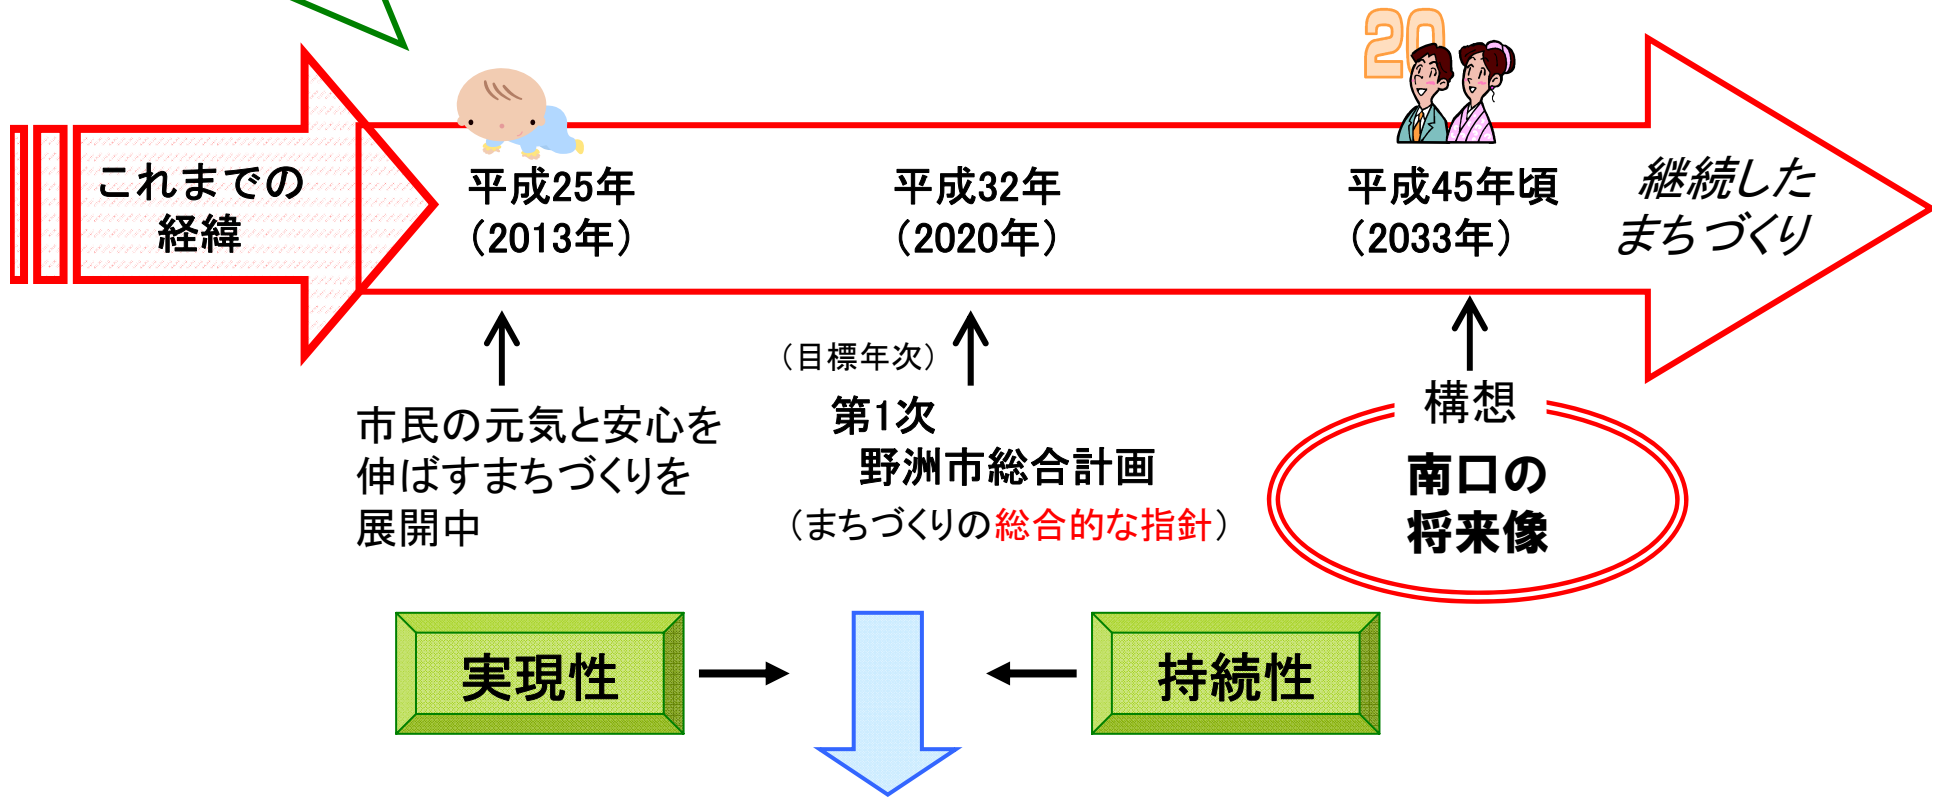 20
これまでの
経緯
平成25年
（2013年）
平成32年
（2020年）
平成45年頃
（2033年）
継続した
まちづくり
市民の元気と安心を
伸ばすまちづくりを
展開中
（目標年次）
第1次
野洲市総合計画
（まちづくりの総合的な指針）
構想
南口の
将来像
実現性
持続性